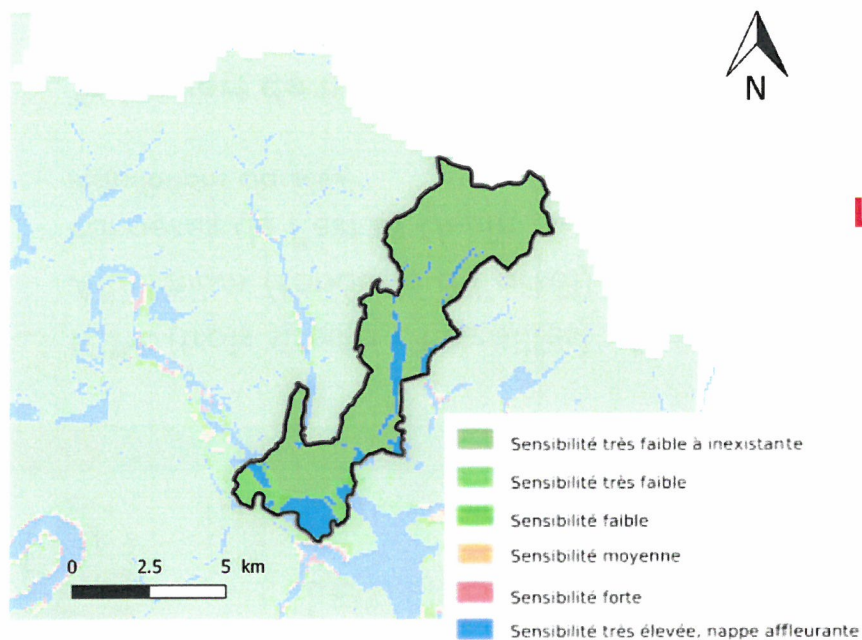 N
0 2.5 5 km
Sensibilité très faible à inexistante
Sensibilité très faible
Sensibilité faible
Sensibilité moyenne
Sensibilité forte
Sensibilité très élevée, nappe affleurante